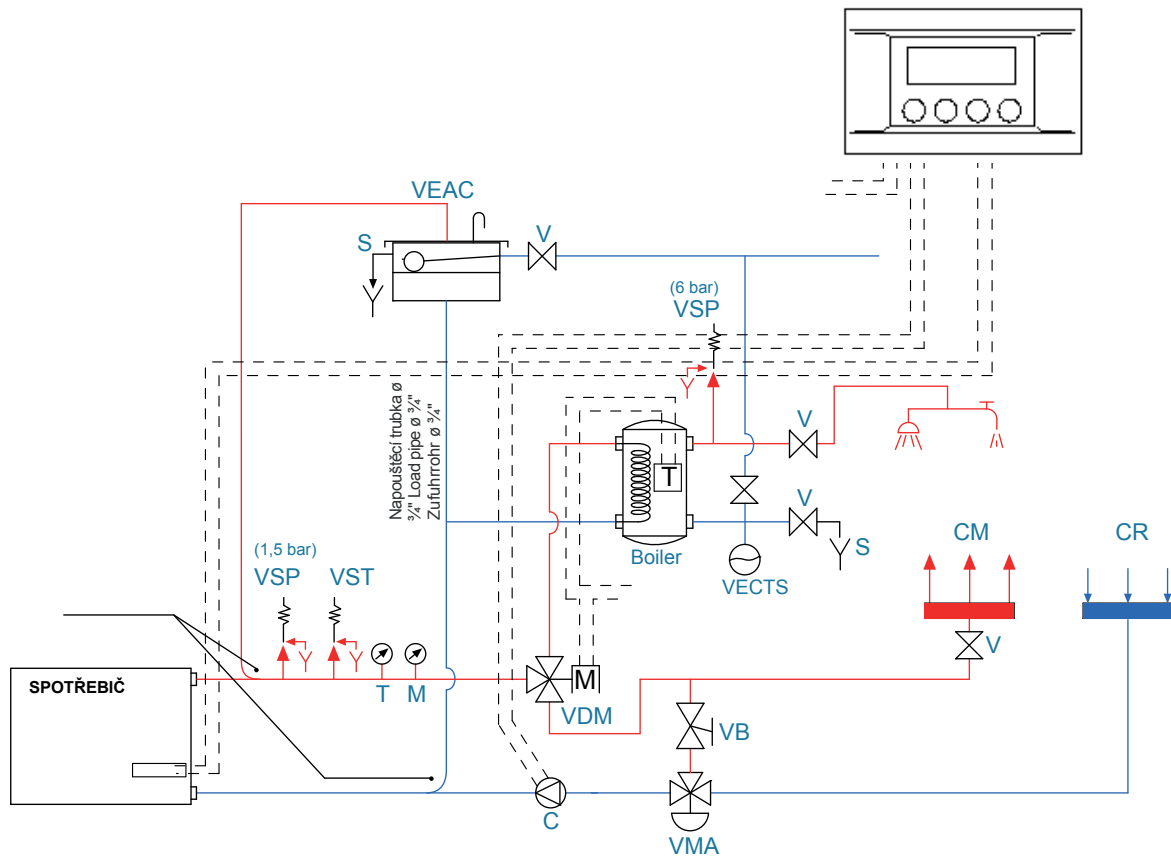 VEAC
S
V
(6 bar)
VSP
Napouštěcí trubka ø
¾" Load pipe ø ¾"
Zufuhrrohr ø ¾"
V
T
V
S
Boiler
VECTS
CM
CR
(1,5 bar)
VSP
VST
V
SPOTŘEBIČ
T
M
M
VDM
VB
C
VMA